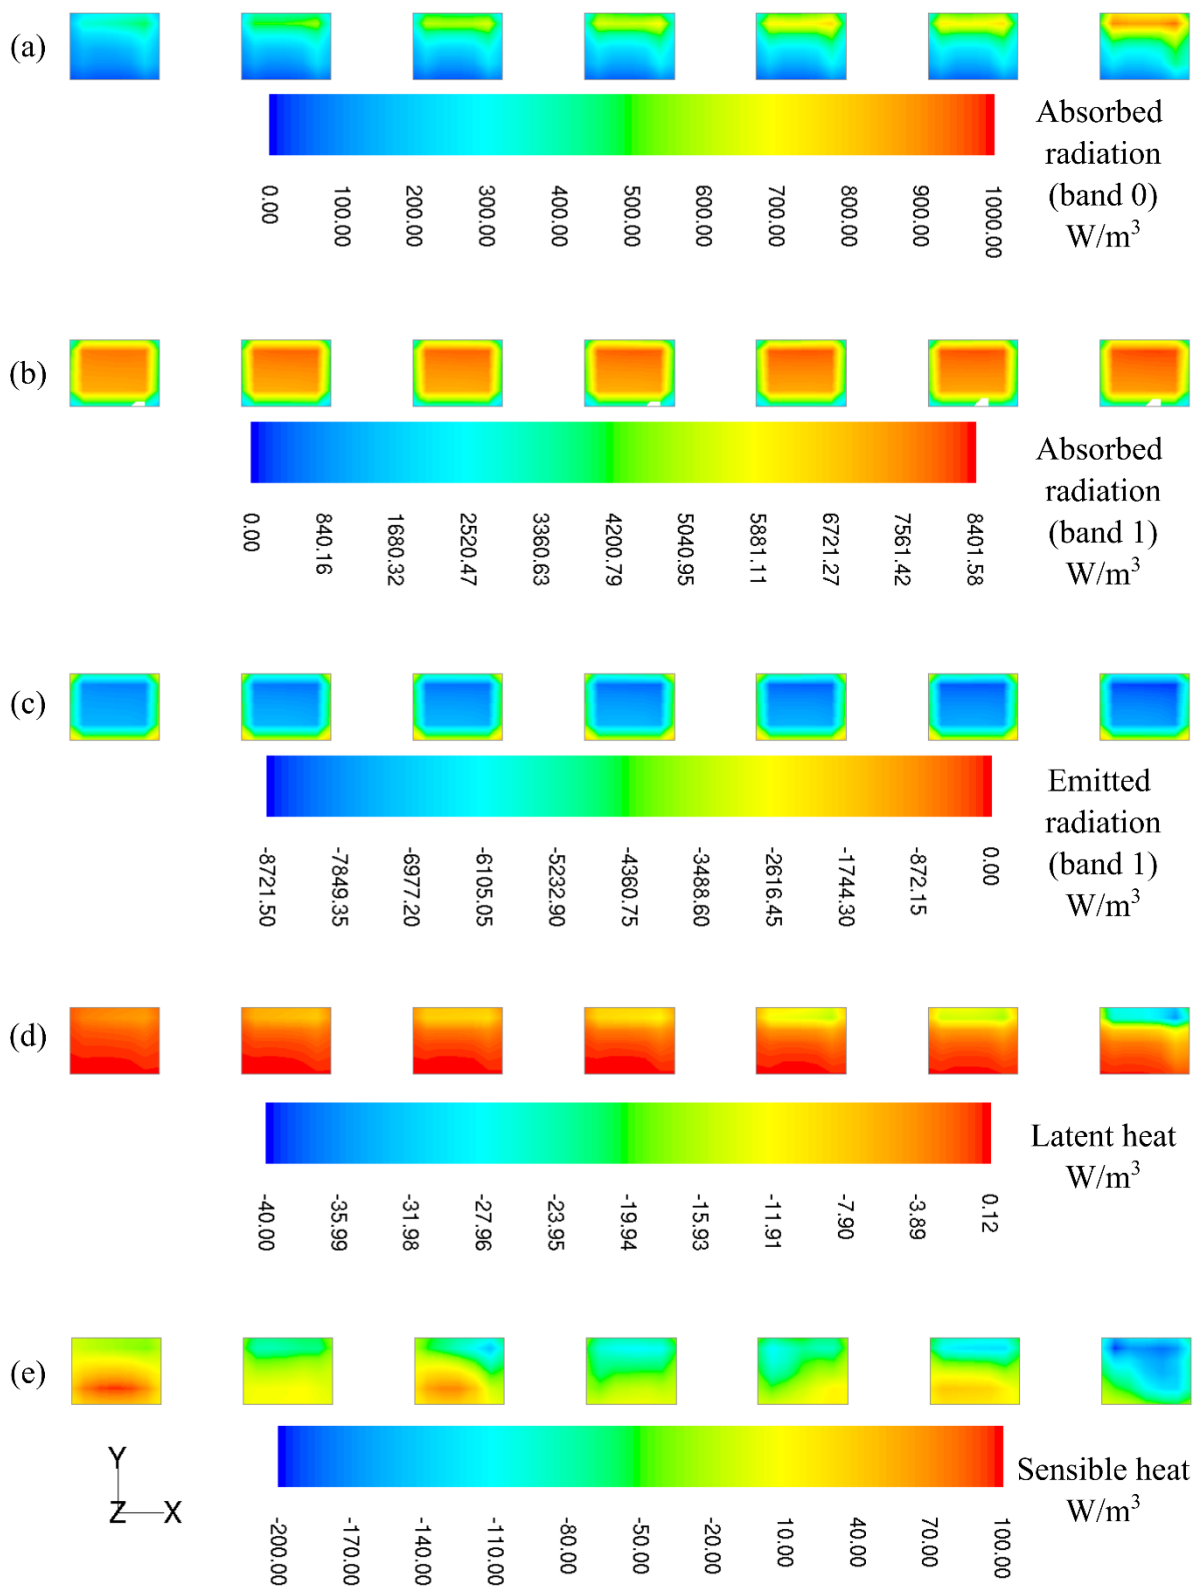 (a)
Absorbed
radiation
(band 0)
W/m³
0.00
100.00
200.00
300.00
400.00
500.00
600.00
700.00
800.00
900.00
1000.00
(b)
Absorbed
radiation
(band 1)
W/m³
0.00
840.16
1680.32
2520.47
3360.63
4200.79
5040.95
5881.11
6721.27
7561.42
8401.58
(c)
Emitted
radiation
(band 1)
W/m³
-8721.50
-7849.35
-6977.20
-6105.05
-5232.90
-4360.75
-3488.60
-2616.45
-1744.30
-872.15
0.00
(d)
Latent heat
W/m³
-40.00
-35.99
-31.98
-27.96
-23.95
-19.94
-15.93
-11.91
-7.90
-3.89
0.12
(e)
Sensible heat
W/m³
-200.00
-170.00
-140.00
-110.00
-80.00
-50.00
-20.00
10.00
40.00
70.00
100.00
Y
Z
X